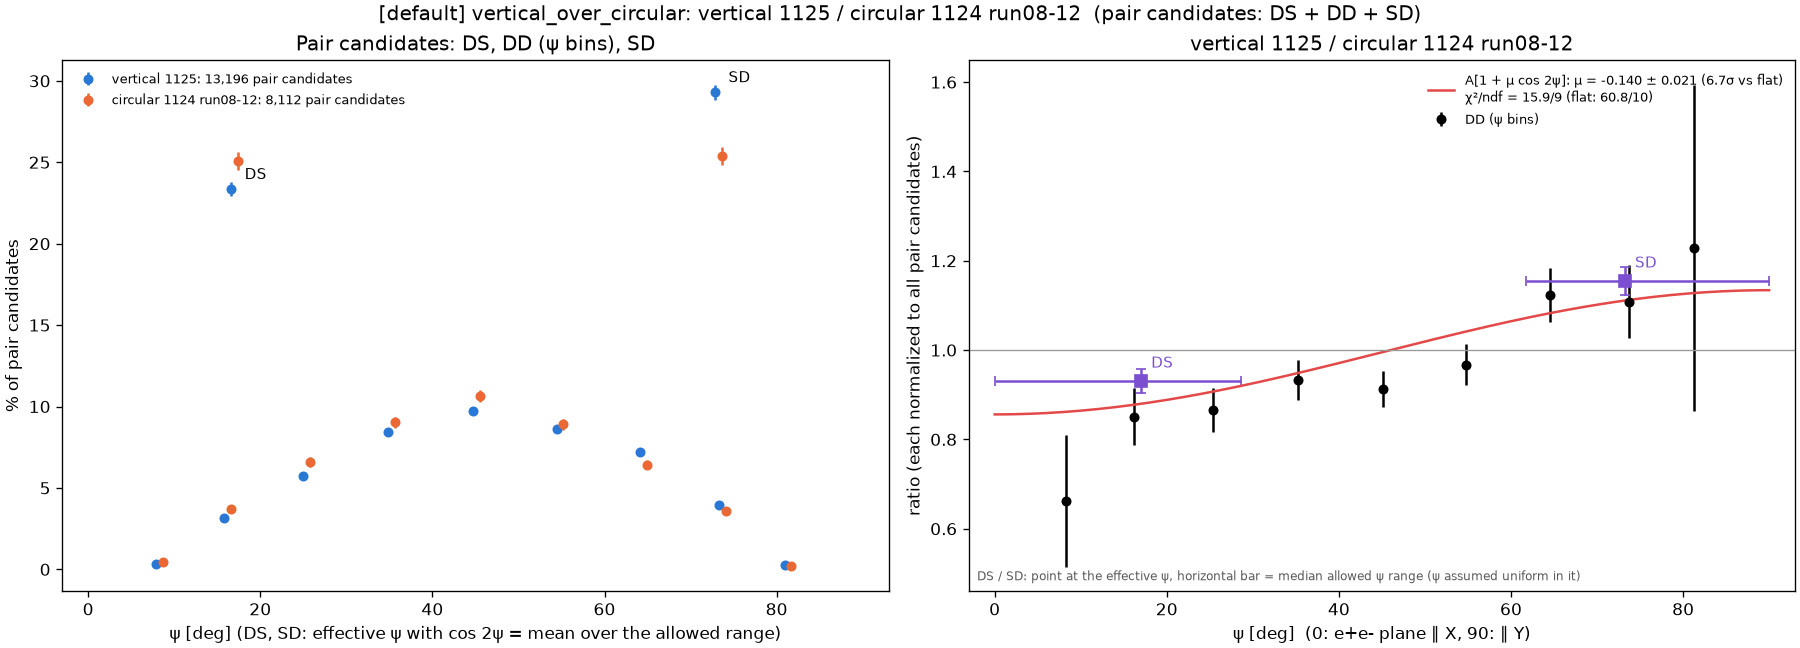 [default] vertical_over_circular: vertical 1125 / circular 1124 run08-12  (pair candidates: DS + DD + SD)
Pair candidates: DS, DD (ψ bins), SD
vertical 1125: 13,196 pair candidates
circular 1124 run08-12: 8,112 pair candidates
SD
DS
% of pair candidates
30
25
20
15
10
5
0
0
20
40
60
80
ψ [deg] (DS, SD: effective ψ with cos 2ψ = mean over the allowed range)
vertical 1125 / circular 1124 run08-12
A[1 + μ cos 2ψ]: μ = -0.140 ± 0.021 (6.7σ vs flat)
χ²/ndf = 15.9/9 (flat: 60.8/10)
DD (ψ bins)
SD
DS
ratio (each normalized to all pair candidates)
1.6
1.4
1.2
1.0
0.8
0.6
DS / SD: point at the effective ψ, horizontal bar = median allowed ψ range (ψ assumed uniform in it)
0
20
40
60
80
ψ [deg]  (0: e+e- plane ∥ X, 90: ∥ Y)